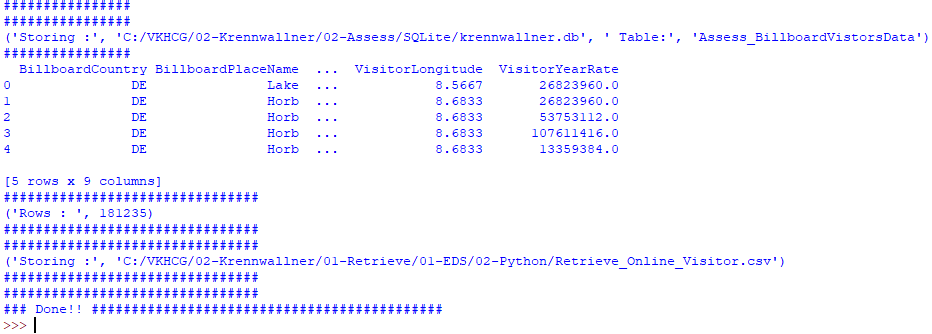 ################
################
('Storing :', 'C:/VKHCG/02-Krennwallner/02-Assess/SQLite/krennwallner.db', ' Table:', 'Assess_BillboardVistorsData')
################
  BillboardCountry BillboardPlaceName  ...  VisitorLongitude  VisitorYearRate
0               DE               Lake  ...            8.5667       26823960.0
1               DE               Horb  ...            8.6833       26823960.0
2               DE               Horb  ...            8.6833       53753112.0
3               DE               Horb  ...            8.6833      107611416.0
4               DE               Horb  ...            8.6833       13359384.0
[5 rows x 9 columns]
################################
('Rows : ', 181235)
################################
################################
('Storing :', 'C:/VKHCG/02-Krennwallner/01-Retrieve/01-EDS/02-Python/Retrieve_Online_Visitor.csv')
################################
################################
### Done!! ############################################
>>>